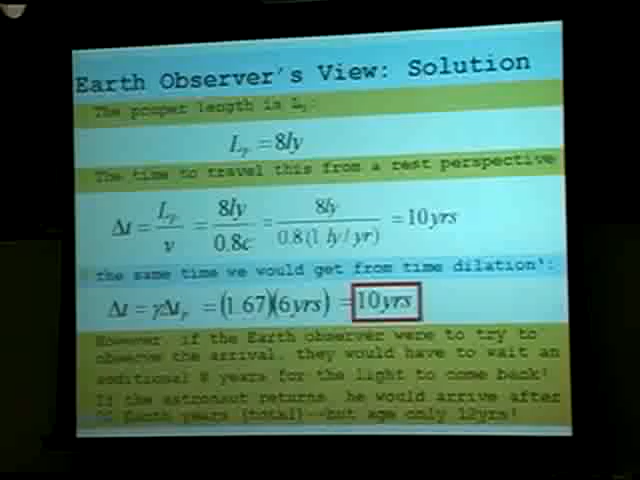 Earth Observer's View: Solution
The proper length is Lₚ:
Lₚ = 8ly
The time to travel this from a rest perspective
Δt = Lₚ/v = 8ly/0.8c = 8ly/0.8(1 ly/yr) = 10yrs
the same time we would get from time dilation!:
Δt = γΔtₚ = (1.67)(6yrs) = 10yrs
However, if the Earth observer were to try to
observe the arrival, they would have to wait an
additional 8 years for the light to come back!
If the astronaut returns, he would arrive after
Earth years (total)--but age only 12yrs!